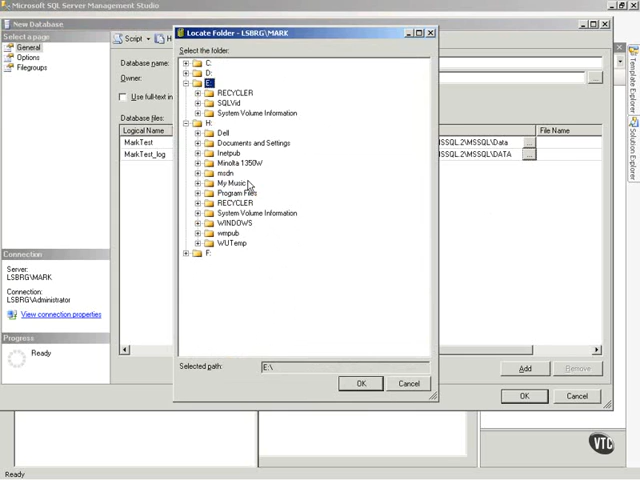 Microsoft SQL Server Management Studio
New Database
Select a page
General
Options
Filegroups
Script
Database name:
Owner:
Use full-text in
Database files:
Logical Name
File Name
MarkTest
MSSQL.2\MSSQL\Data
...
MarkTest_log
MSSQL.2\MSSQL\DATA
...
Connection
Server:
LSBRG\MARK
Connection:
LSBRG\Administrator
View connection properties
Progress
Ready
Add
Remove
OK
Cancel
Locate Folder - LSBRG\MARK
Select the folder:
C:
D:
E:
RECYCLER
SQLVid
System Volume Information
H:
Dell
Documents and Settings
Inetpub
Minolta 1350W
msdn
My Music
Program Files
RECYCLER
System Volume Information
WINDOWS
wmpub
WUTemp
F:
Selected path:
E:\
OK
Cancel
Template Explorer
Solution Explorer
VTC
Ready